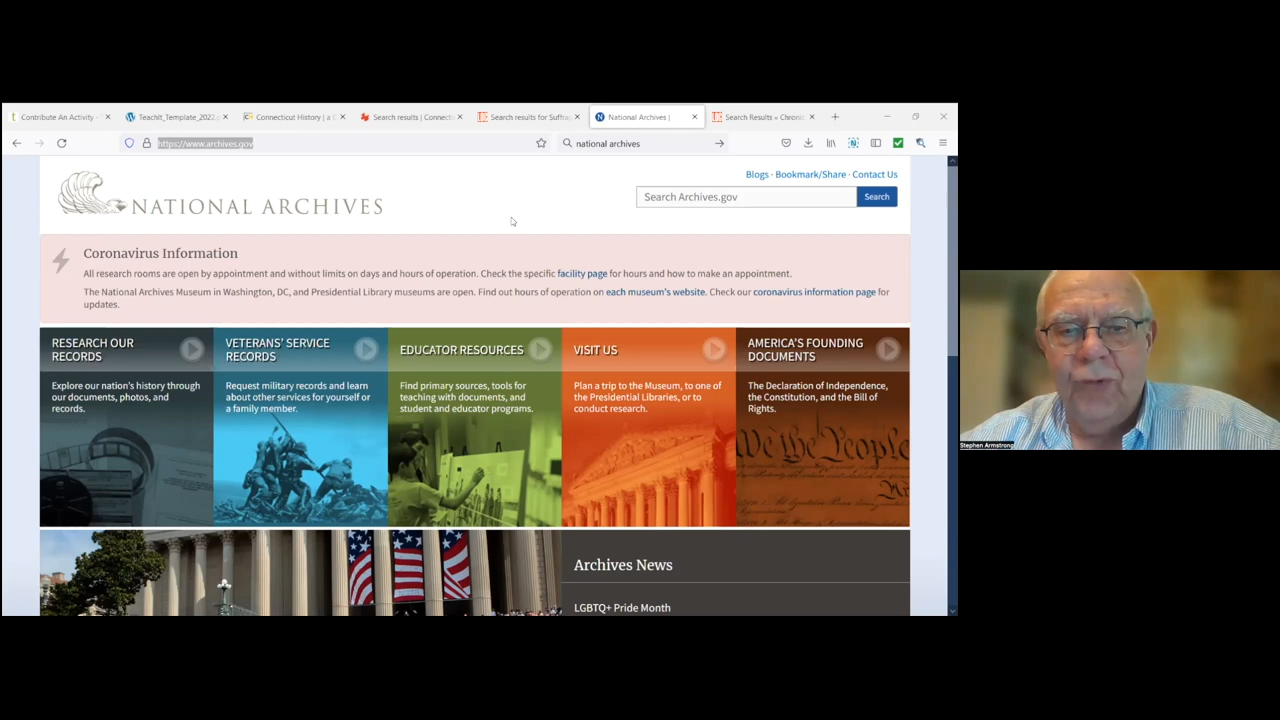 Contribute An Activity -
TeachIt_Template_2022.
Connecticut History | a C
Search results | Connect
Search results for Suffra
National Archives |
Search Results « Chronic
https://www.archives.gov
national archives
Blogs · Bookmark/Share · Contact Us
NATIONAL ARCHIVES
Search Archives.gov
Search
Coronavirus Information
All research rooms are open by appointment and without limits on days and hours of operation. Check the specific facility page for hours and how to make an appointment.
The National Archives Museum in Washington, DC, and Presidential Library museums are open. Find out hours of operation on each museum's website. Check our coronavirus information page for
updates.
RESEARCH OUR
RECORDS
Explore our nation's history through
our documents, photos, and
records.
VETERANS' SERVICE
RECORDS
Request military records and learn
about other services for yourself or
a family member.
EDUCATOR RESOURCES
Find primary sources, tools for
teaching with documents, and
student and educator programs.
VISIT US
Plan a trip to the Museum, to one of
the Presidential Libraries, or to
conduct research.
AMERICA'S FOUNDING
DOCUMENTS
The Declaration of Independence,
the Constitution, and the Bill of
Rights.
We the People
Archives News
LGBTQ+ Pride Month
Stephen Armstrong